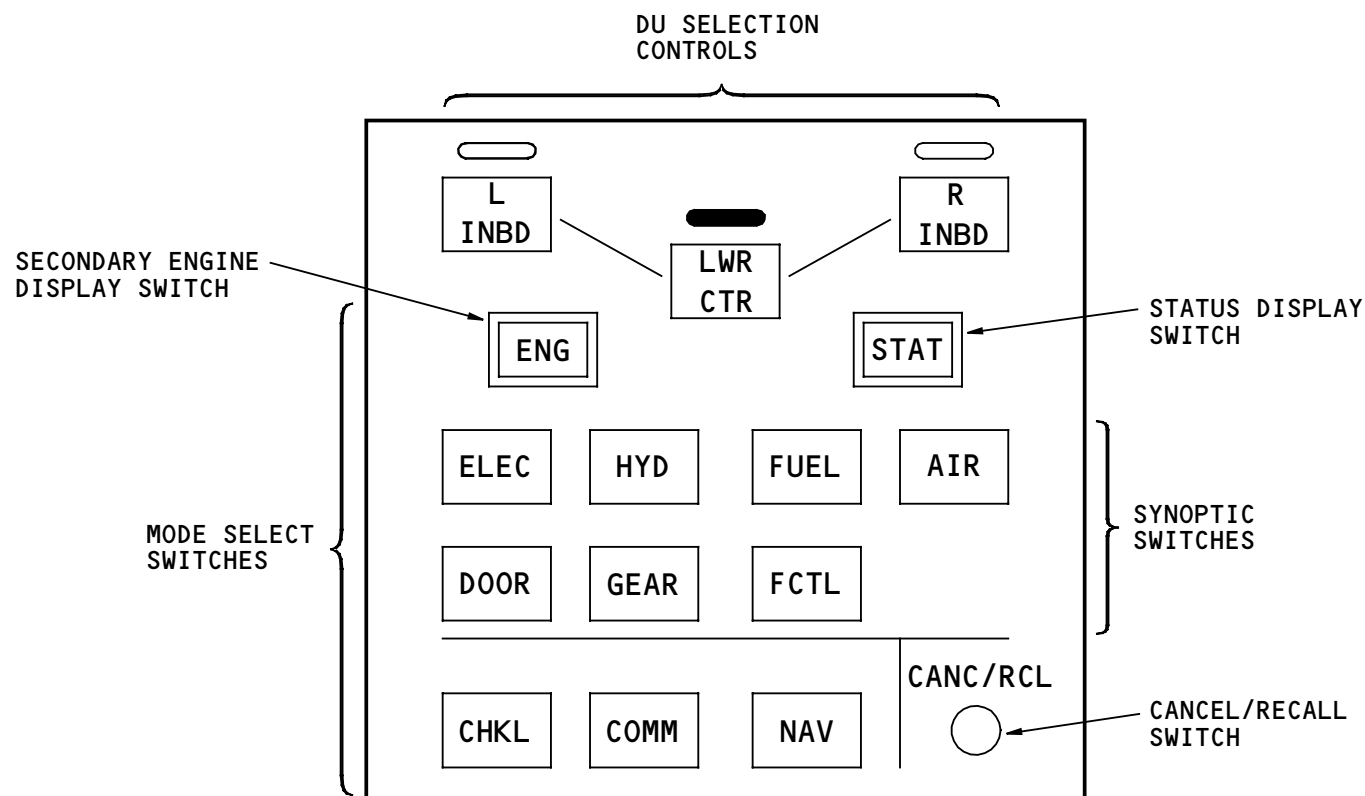 DU SELECTION
CONTROLS
L
INBD
R
INBD
LWR
CTR
SECONDARY ENGINE
DISPLAY SWITCH
ENG
STAT
STATUS DISPLAY
SWITCH
ELEC
HYD
FUEL
AIR
MODE SELECT
SWITCHES
SYNOPTIC
SWITCHES
DOOR
GEAR
FCTL
CANC/RCL
CHKL
COMM
NAV
CANCEL/RECALL
SWITCH